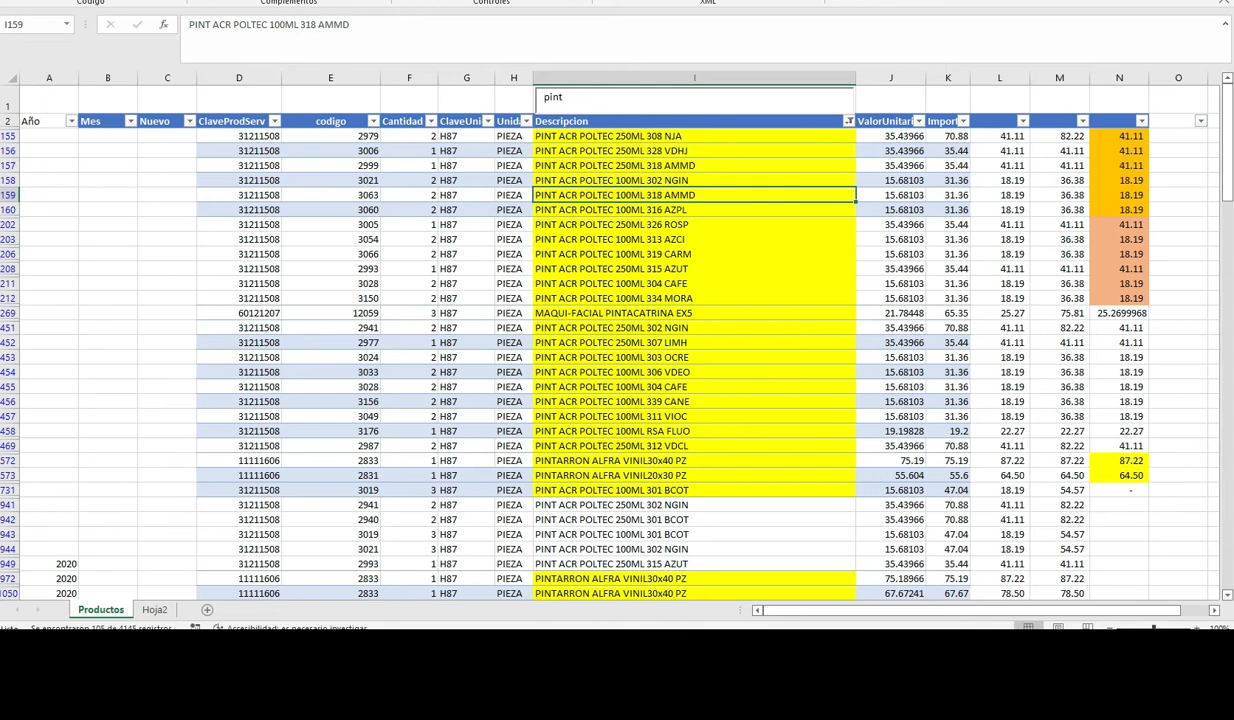 Código Complementos Controles XML
I159 fx PINT ACR POLTEC 100ML 318 AMMD
A B C D E F G H I J K L M N O
1 pint
2 Año Mes Nuevo ClaveProdServ codigo Cantidad ClaveUni Unida Descripcion ValorUnitari Import
155 31211508 2979 2 H87 PIEZA PINT ACR POLTEC 250ML 308 NJA 35.43966 70.88 41.11 82.22 41.11
156 31211508 3006 1 H87 PIEZA PINT ACR POLTEC 250ML 328 VDHJ 35.43966 35.44 41.11 41.11 41.11
157 31211508 2999 1 H87 PIEZA PINT ACR POLTEC 250ML 318 AMMD 35.43966 35.44 41.11 41.11 41.11
158 31211508 3021 2 H87 PIEZA PINT ACR POLTEC 100ML 302 NGIN 15.68103 31.36 18.19 36.38 18.19
159 31211508 3063 2 H87 PIEZA PINT ACR POLTEC 100ML 318 AMMD 15.68103 31.36 18.19 36.38 18.19
160 31211508 3060 2 H87 PIEZA PINT ACR POLTEC 100ML 316 AZPL 15.68103 31.36 18.19 36.38 18.19
202 31211508 3005 1 H87 PIEZA PINT ACR POLTEC 250ML 326 ROSP 35.43966 35.44 41.11 41.11 41.11
203 31211508 3054 2 H87 PIEZA PINT ACR POLTEC 100ML 313 AZCI 15.68103 31.36 18.19 36.38 18.19
206 31211508 3066 2 H87 PIEZA PINT ACR POLTEC 100ML 319 CARM 15.68103 31.36 18.19 36.38 18.19
208 31211508 2993 1 H87 PIEZA PINT ACR POLTEC 250ML 315 AZUT 35.43966 35.44 41.11 41.11 41.11
211 31211508 3028 2 H87 PIEZA PINT ACR POLTEC 100ML 304 CAFE 15.68103 31.36 18.19 36.38 18.19
212 31211508 3150 2 H87 PIEZA PINT ACR POLTEC 100ML 334 MORA 15.68103 31.36 18.19 36.38 18.19
269 60121207 12059 3 H87 PIEZA MAQUI-FACIAL PINTACATRINA EX5 21.78448 65.35 25.27 75.81 25.2699998
451 31211508 2941 2 H87 PIEZA PINT ACR POLTEC 250ML 302 NGIN 35.43966 70.88 41.11 82.22 41.11
452 31211508 2977 1 H87 PIEZA PINT ACR POLTEC 250ML 307 LIMH 35.43966 35.44 41.11 41.11 41.11
453 31211508 3024 2 H87 PIEZA PINT ACR POLTEC 100ML 303 OCRE 15.68103 31.36 18.19 36.38 18.19
454 31211508 3033 2 H87 PIEZA PINT ACR POLTEC 100ML 306 VDEO 15.68103 31.36 18.19 36.38 18.19
455 31211508 3028 2 H87 PIEZA PINT ACR POLTEC 100ML 304 CAFE 15.68103 31.36 18.19 36.38 18.19
456 31211508 3156 2 H87 PIEZA PINT ACR POLTEC 100ML 339 CANE 15.68103 31.36 18.19 36.38 18.19
457 31211508 3049 2 H87 PIEZA PINT ACR POLTEC 100ML 311 VIOC 15.68103 31.36 18.19 36.38 18.19
458 31211508 3176 1 H87 PIEZA PINT ACR POLTEC 100ML RSA FLUO 19.19828 19.2 22.27 22.27 22.27
469 31211508 2987 2 H87 PIEZA PINT ACR POLTEC 250ML 312 VDCL 35.43966 70.88 41.11 82.22 41.11
572 11111606 2833 1 H87 PIEZA PINTARRON ALFRA VINIL30x40 PZ 75.19 75.19 87.22 87.22 87.22
573 11111606 2831 1 H87 PIEZA PINTARRON ALFRA VINIL20x30 PZ 55.604 55.6 64.50 64.50 64.50
731 31211508 3019 3 H87 PIEZA PINT ACR POLTEC 100ML 301 BCOT 15.68103 47.04 18.19 54.57 -
941 31211508 2941 2 H87 PIEZA PINT ACR POLTEC 250ML 302 NGIN 35.43966 70.88 41.11 82.22
942 31211508 2940 2 H87 PIEZA PINT ACR POLTEC 250ML 301 BCOT 35.43966 70.88 41.11 82.22
943 31211508 3019 3 H87 PIEZA PINT ACR POLTEC 100ML 301 BCOT 15.68103 47.04 18.19 54.57
944 31211508 3021 3 H87 PIEZA PINT ACR POLTEC 100ML 302 NGIN 15.68103 47.04 18.19 54.57
949 2020 31211508 2993 1 H87 PIEZA PINT ACR POLTEC 250ML 315 AZUT 35.43966 35.44 41.11 41.11
972 2020 11111606 2833 1 H87 PIEZA PINTARRON ALFRA VINIL30x40 PZ 75.18966 75.19 87.22 87.22
1050 2020 11111606 2833 1 H87 PIEZA PINTARRON ALFRA VINIL30x40 PZ 67.67241 67.67 78.50 78.50
Productos Hoja2
Listo Se encontraron 105 de 4145 registros Accesibilidad: es necesario investigar 100%